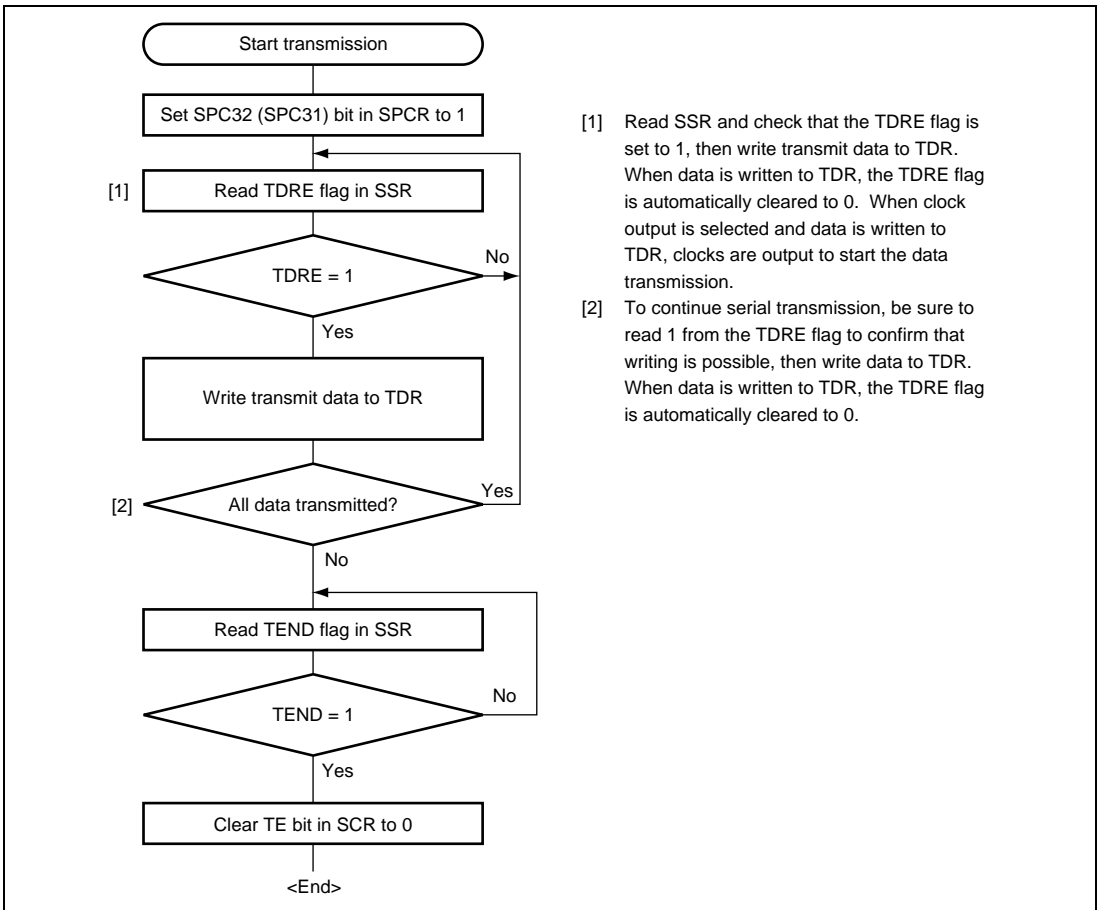 Start transmission
Set SPC32 (SPC31) bit in SPCR to 1
[1]
Read TDRE flag in SSR
TDRE = 1
No
Yes
Write transmit data to TDR
[2]
All data transmitted?
Yes
No
Read TEND flag in SSR
TEND = 1
No
Yes
Clear TE bit in SCR to 0
<End>
[1] Read SSR and check that the TDRE flag is
set to 1, then write transmit data to TDR.
When data is written to TDR, the TDRE flag
is automatically cleared to 0. When clock
output is selected and data is written to
TDR, clocks are output to start the data
transmission.
[2] To continue serial transmission, be sure to
read 1 from the TDRE flag to confirm that
writing is possible, then write data to TDR.
When data is written to TDR, the TDRE flag
is automatically cleared to 0.